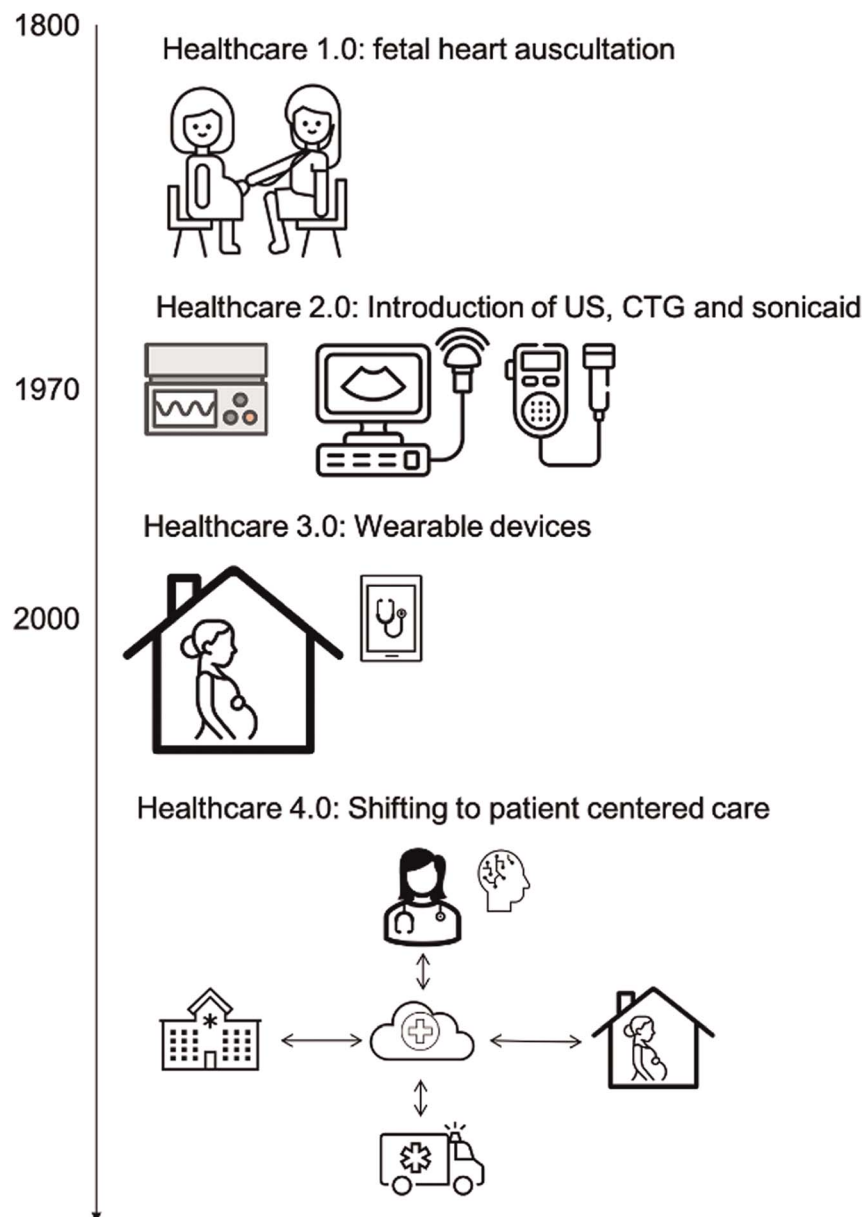 1800
Healthcare 1.0: fetal heart auscultation
Healthcare 2.0: Introduction of US, CTG and sonicaid
1970
Healthcare 3.0: Wearable devices
2000
Healthcare 4.0: Shifting to patient centered care